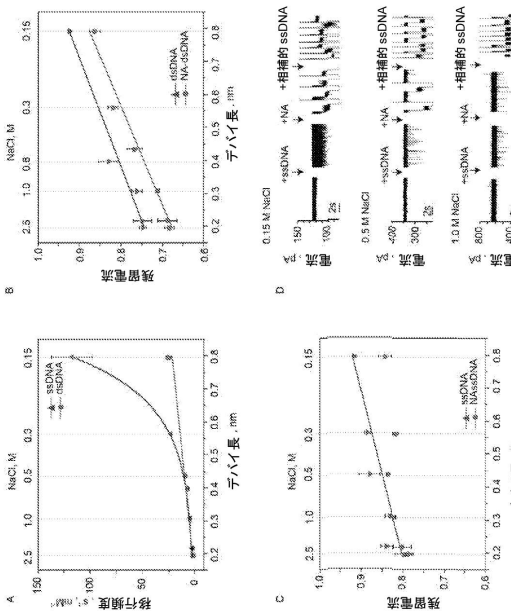 A
NaCl, M
2.5 1.0 0.5 0.3 0.15
ssDNA
dsDNA
150
100
50
0
移行頻度, s⁻¹, nM⁻¹
0.2 0.3 0.4 0.5 0.6 0.7 0.8
デバイ長, nm
B
NaCl, M
2.5 1.0 0.8 0.3 0.15
1.0
0.9
0.8
0.7
0.6
残留電流
dsDNA
NA-dsDNA
0.2 0.3 0.4 0.5 0.6 0.7 0.8
デバイ長, nm
C
NaCl, M
2.5 1.0 0.5 0.3 0.15
1.0
0.9
0.8
0.7
0.6
残留電流
ssDNA
NAssDNA
0.2 0.3 0.4 0.5 0.6 0.7 0.8
D
0.15 M NaCl
+ssDNA +NA +相補的 ssDNA
150
100
電流, pA
2s
0.5 M NaCl
+ssDNA +NA +相補的 ssDNA
400
300
電流, pA
2s
1.0 M NaCl
+ssDNA +NA +相補的 ssDNA
800
400
電流, pA